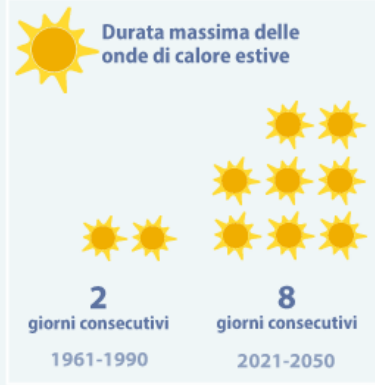 Durata massima delle
onde di calore estive
2
giorni consecutivi
1961-1990
8
giorni consecutivi
2021-2050